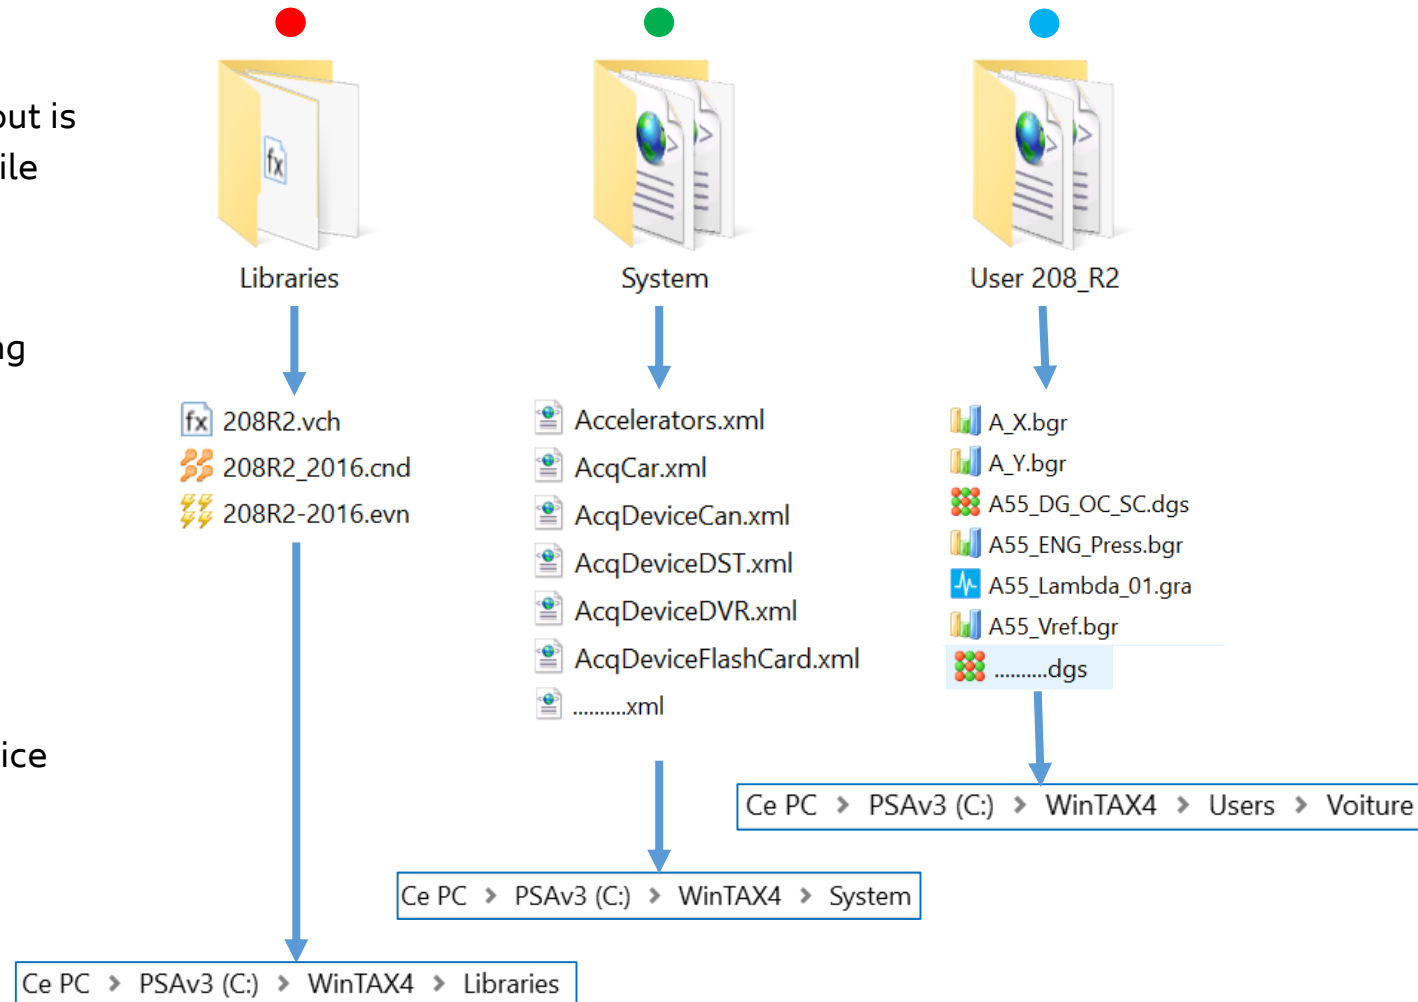 out is
ile
Libraries
System
User 208_R2
ng
fx 208R2.vch
208R2_2016.cnd
208R2-2016.evn
Accelerators.xml
AcqCar.xml
AcqDeviceCan.xml
AcqDeviceDST.xml
AcqDeviceDVR.xml
AcqDeviceFlashCard.xml
..........xml
A_X.bgr
A_Y.bgr
A55_DG_OC_SC.dgs
A55_ENG_Press.bgr
A55_Lambda_01.gra
A55_Vref.bgr
..........dgs
ice
Ce PC > PSAv3 (C:) > WinTAX4 > Users > Voiture
Ce PC > PSAv3 (C:) > WinTAX4 > System
Ce PC > PSAv3 (C:) > WinTAX4 > Libraries